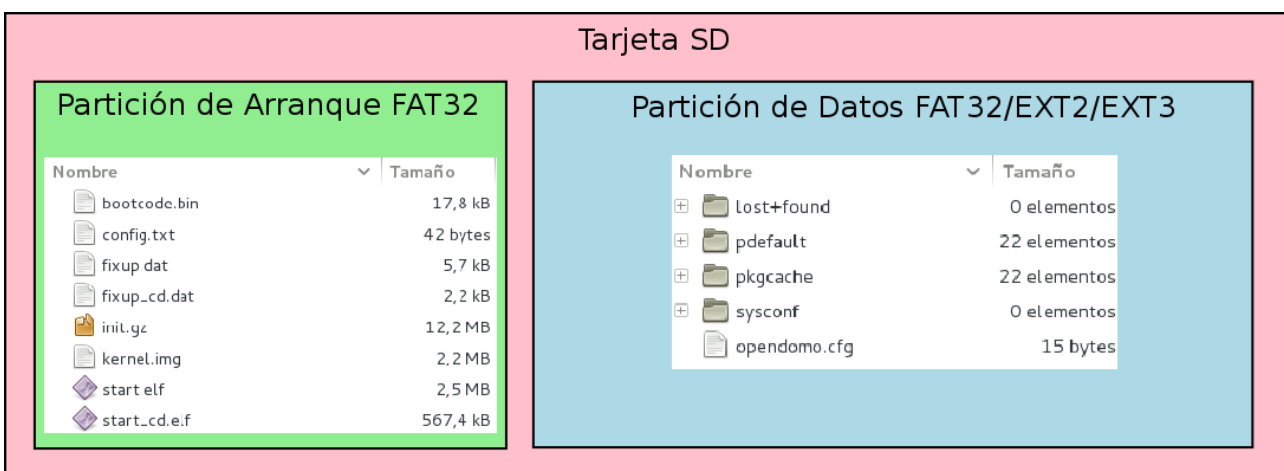 Tarjeta SD
Partición de Arranque FAT32
Nombre Tamaño
bootcode.bin 17,8 kB
config.txt 42 bytes
fixup dat 5,7 kB
fixup_cd.dat 2,2 kB
init.gz 12,2 MB
kernel.img 2,2 MB
start elf 2,5 MB
start_cd.elf 567,4 kB
Partición de Datos FAT32/EXT2/EXT3
Nombre Tamaño
lost+found 0 elementos
pdefault 22 elementos
pkgcache 22 elementos
sysconf 0 elementos
opendomo.cfg 15 bytes